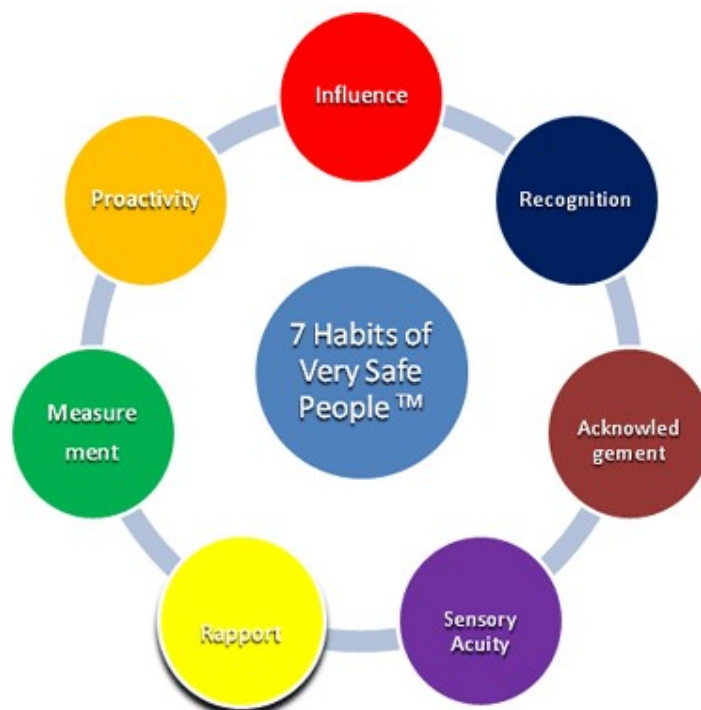 Influence
Recognition
Acknowled
gement
Sensory
Acuity
Rapport
Measure
ment
Proactivity
7 Habits of
Very Safe
People ™